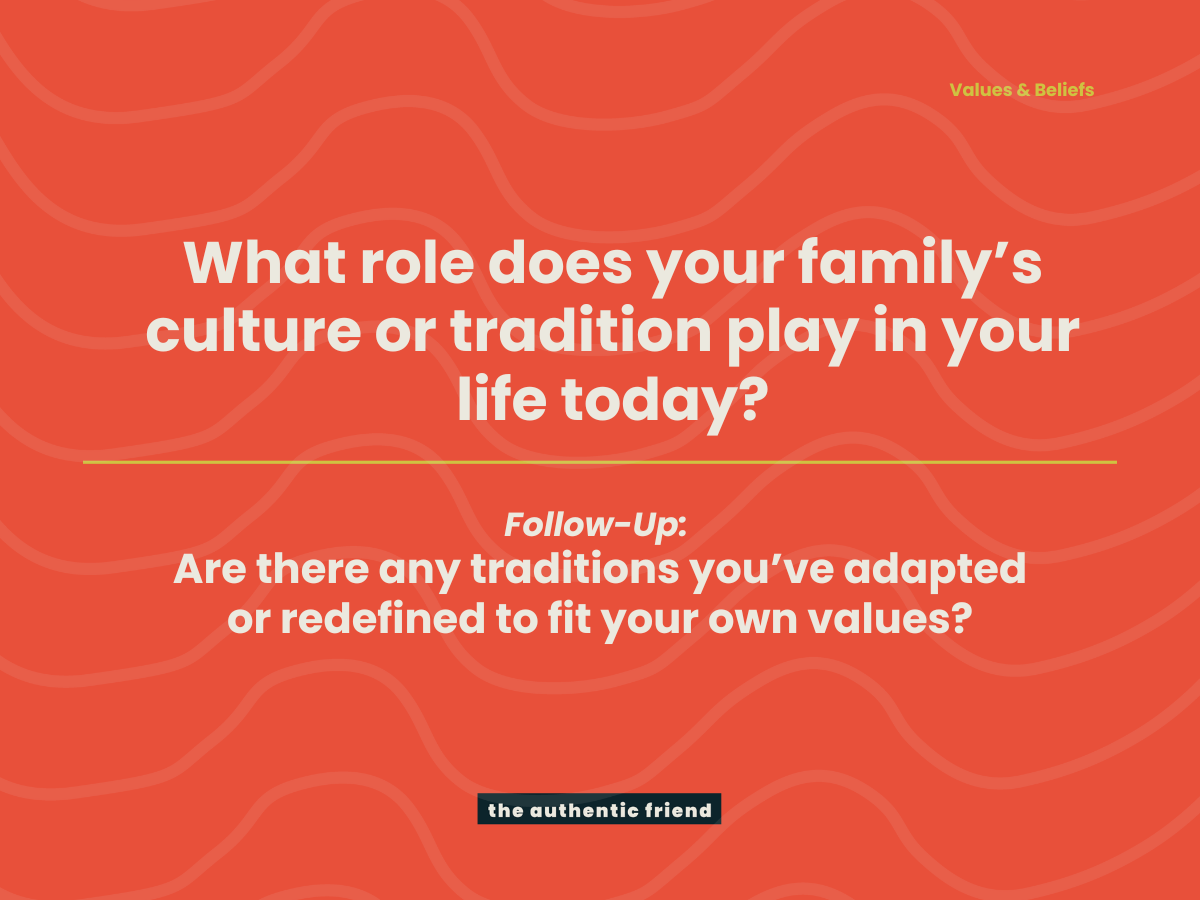 Values & Beliefs
What role does your family’s
culture or tradition play in your
life today?
Follow-Up:
Are there any traditions you’ve adapted
or redefined to fit your own values?
the authentic friend